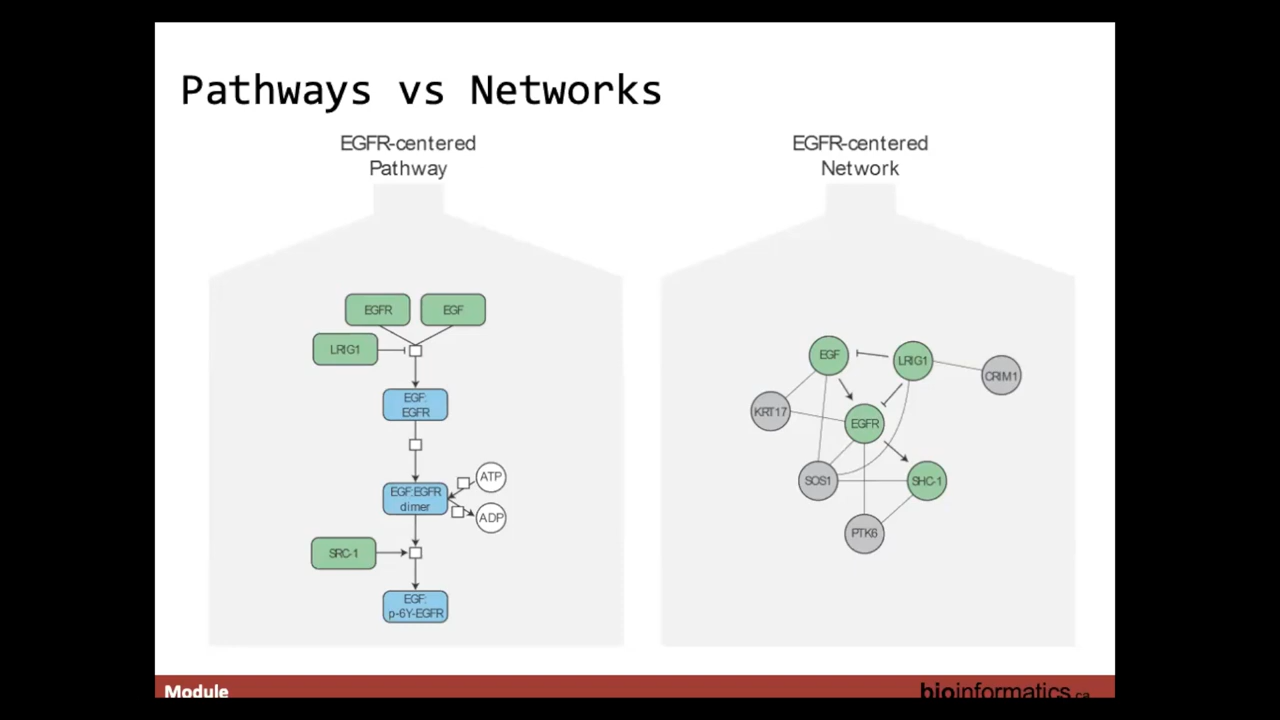 Pathways vs Networks
EGFR-centered
Pathway
EGFR
EGF
LRIG1
EGF:
EGFR
EGF:EGFR
dimer
ATP
ADP
SRC-1
EGF:
p-6Y-EGFR
EGFR-centered
Network
EGF
LRIG1
CRIM1
KRT17
EGFR
SOS1
SHC-1
PTK6
Module
bioinformatics.ca